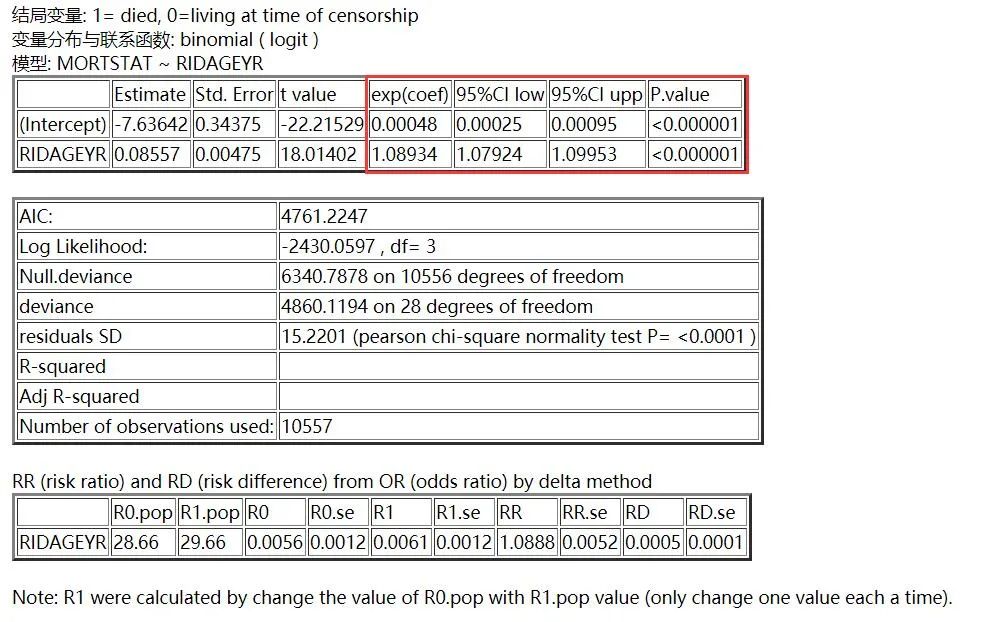 结局变量: 1= died, 0=living at time of censorship
变量分布与联系函数: binomial ( logit )
模型: MORTSTAT ~ RIDAGEYR
Estimate Std. Error t value exp(coef) 95%CI low 95%CI upp P.value
(Intercept) -7.63642 0.34375 -22.21529 0.00048 0.00025 0.00095 <0.000001
RIDAGEYR 0.08557 0.00475 18.01402 1.08934 1.07924 1.09953 <0.000001
AIC: 4761.2247
Log Likelihood: -2430.0597 , df= 3
Null.deviance 6340.7878 on 10556 degrees of freedom
deviance 4860.1194 on 28 degrees of freedom
residuals SD 15.2201 (pearson chi-square normality test P= <0.0001 )
R-squared
Adj R-squared
Number of observations used: 10557
RR (risk ratio) and RD (risk difference) from OR (odds ratio) by delta method
R0.pop R1.pop R0 R0.se R1 R1.se RR RR.se RD RD.se
RIDAGEYR 28.66 29.66 0.0056 0.0012 0.0061 0.0012 1.0888 0.0052 0.0005 0.0001
Note: R1 were calculated by change the value of R0.pop with R1.pop value (only change one value each a time).